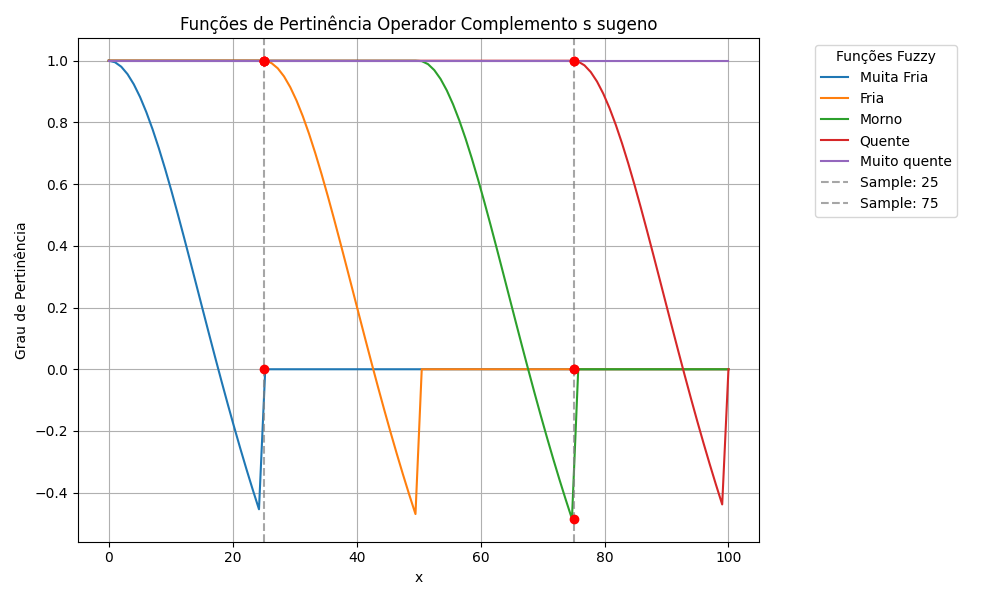 Funções de Pertinência Operador Complemento s sugeno
Grau de Pertinência
1.0
0.8
0.6
0.4
0.2
0.0
−0.2
−0.4
0 20 40 60 80 100
x
Funções Fuzzy
Muita Fria
Fria
Morno
Quente
Muito quente
Sample: 25
Sample: 75